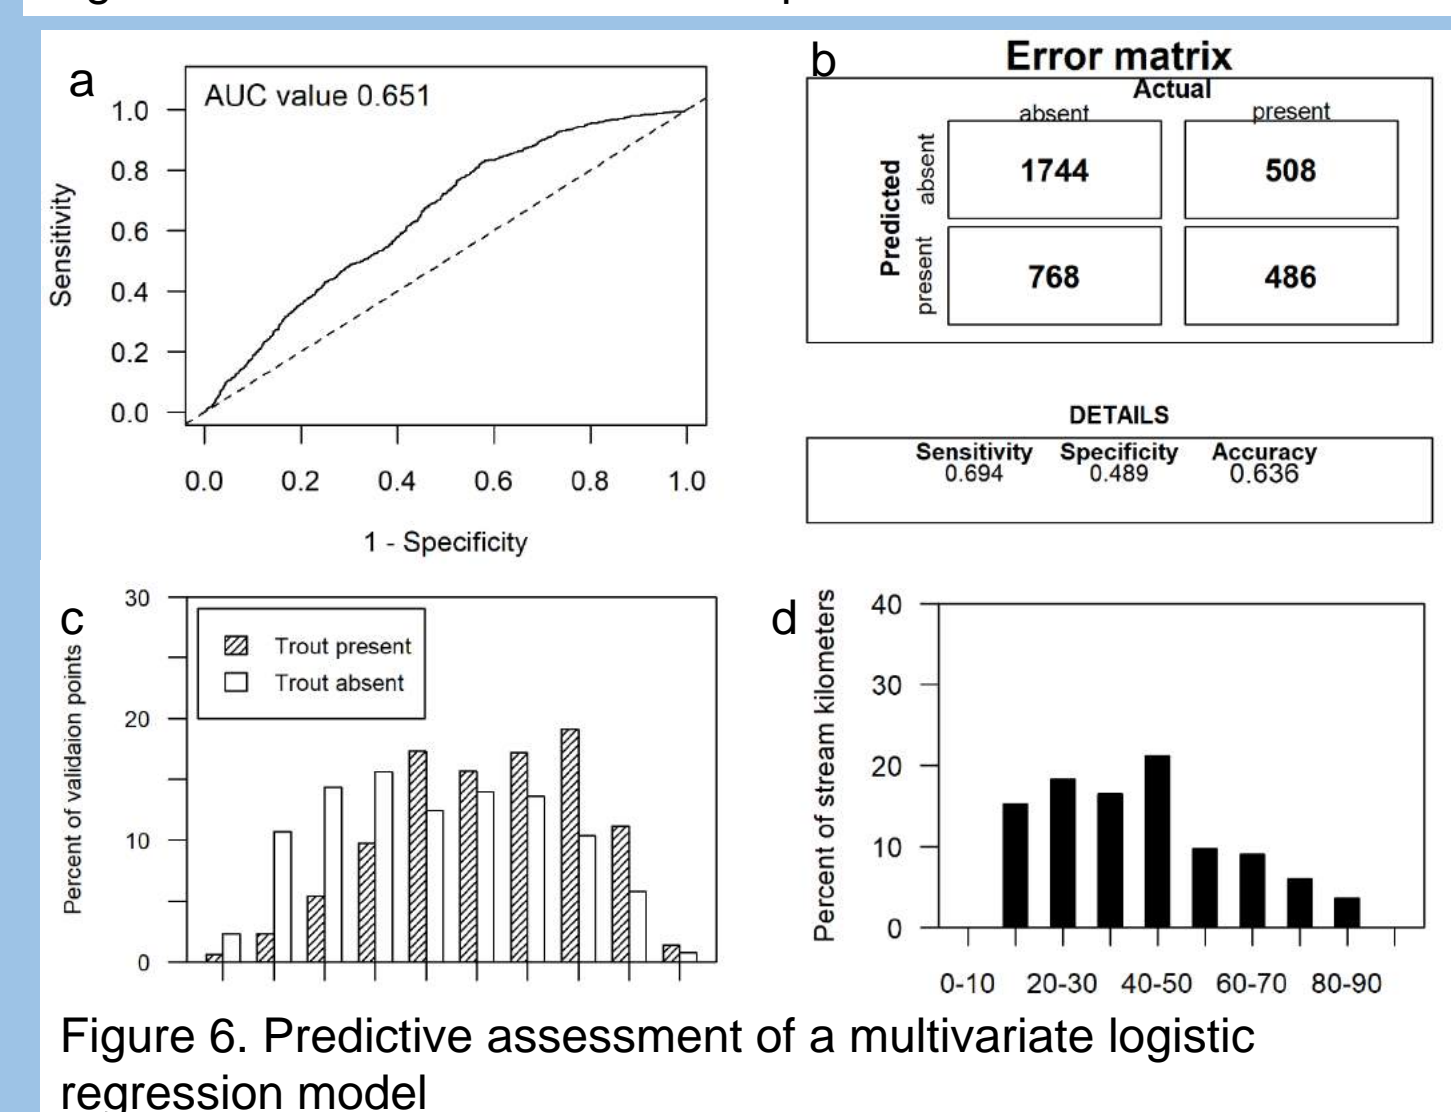 a
AUC value 0.651
1.0
0.8
0.6
0.4
0.2
0.0
Sensitivity
0.0 0.2 0.4 0.6 0.8 1.0
1 - Specificity
b
Error matrix
Actual
absent present
Predicted
absent
1744 508
present
768 486
DETAILS
Sensitivity Specificity Accuracy
0.694 0.489 0.636
c
30
20
10
0
Percent of validaion points
Trout present
Trout absent
d
40
30
20
10
0
Percent of stream kilometers
0-10 20-30 40-50 60-70 80-90
Figure 6. Predictive assessment of a multivariate logistic
regression model